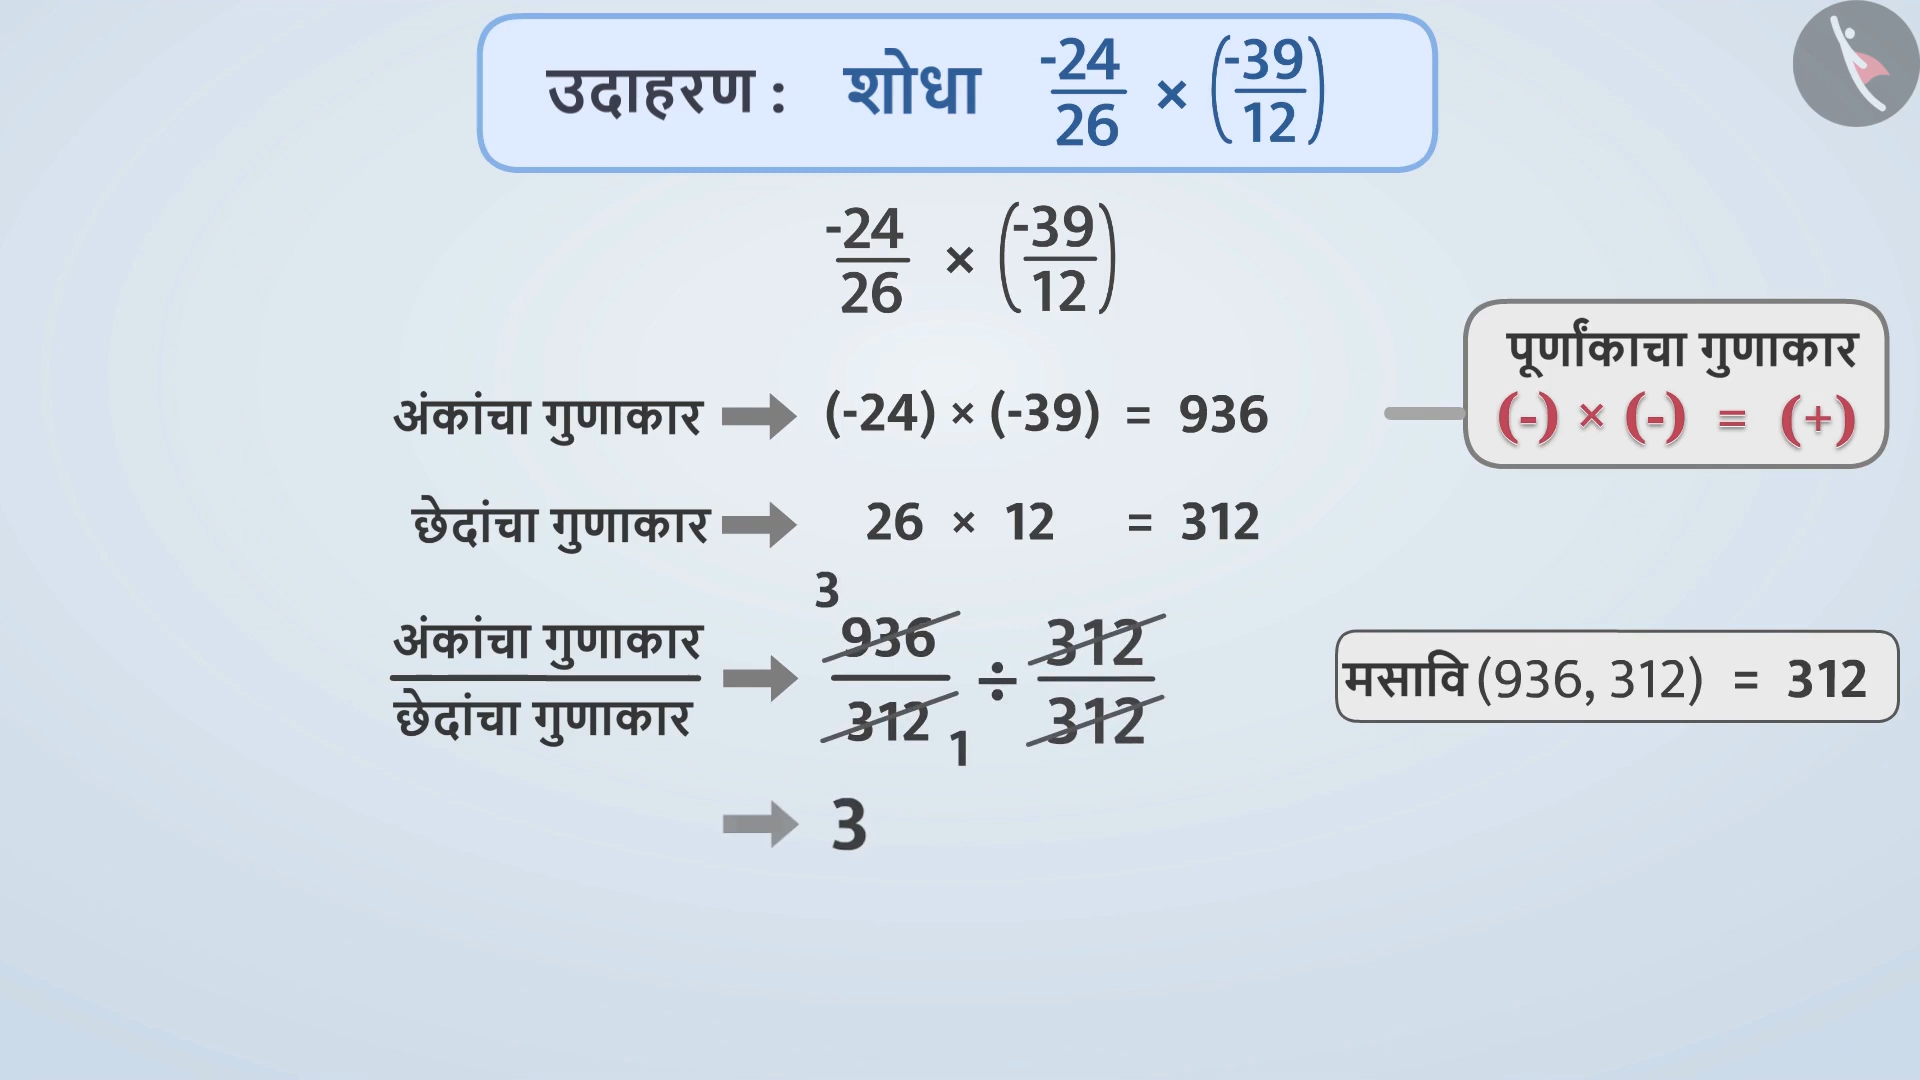 उदाहरण : शोधा -24/26 × (-39/12)
-24/26 × (-39/12)
पूर्णांकाचा गुणाकार
(-) × (-) = (+)
अंकांचा गुणाकार (-24) × (-39) = 936
छेदांचा गुणाकार 26 × 12 = 312
3
अंकांचा गुणाकार 936 312
÷
छेदांचा गुणाकार 312 1 312
मसावि (936, 312) = 312
3